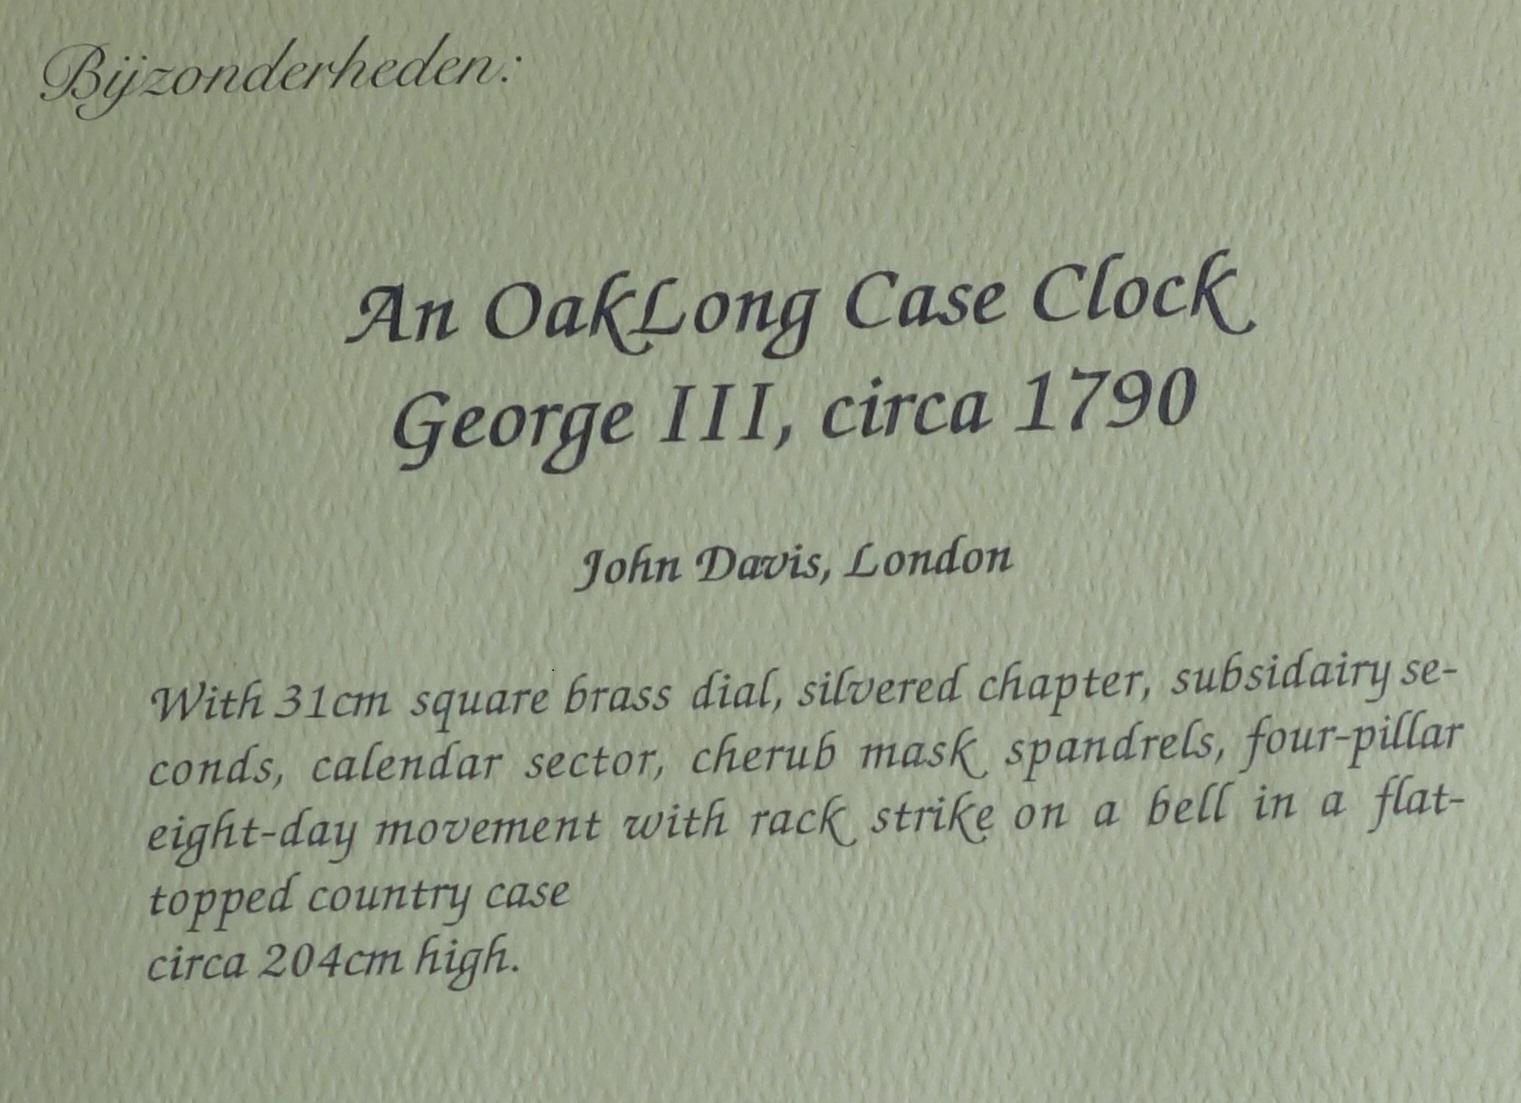 Bijzonderheden:
An Oak Long Case Clock
George III, circa 1790
John Davis, London
With 31cm square brass dial, silvered chapter, subsidairy se-
conds, calendar sector, cherub mask spandrels, four-pillar
eight-day movement with rack strike on a bell in a flat-
topped country case
circa 204cm high.